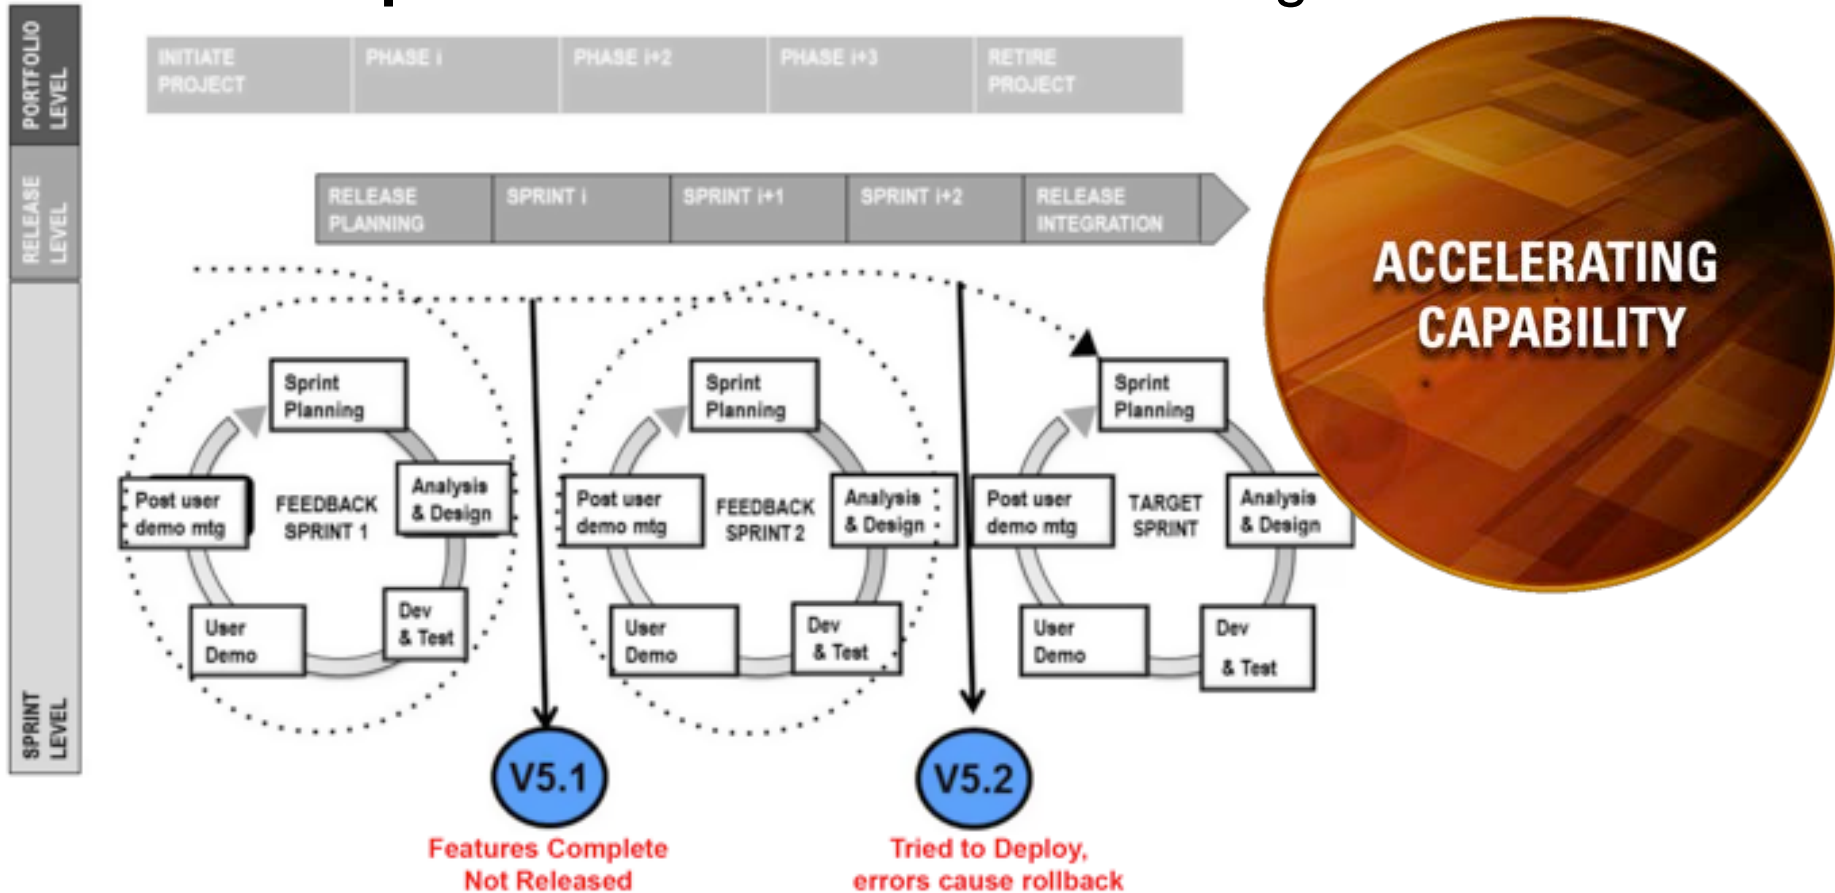 PORTFOLIO
LEVEL
INITIATE
PROJECT
PHASE i
PHASE i+2
PHASE i+3
RETIRE
PROJECT
RELEASE
LEVEL
RELEASE
PLANNING
SPRINT i
SPRINT i+1
SPRINT i+2
RELEASE
INTEGRATION
ACCELERATING
CAPABILITY
SPRINT
LEVEL
Sprint
Planning
Analysis
& Design
Dev
& Test
User
Demo
Post user
demo mtg
FEEDBACK
SPRINT 1
Sprint
Planning
Analysis
& Design
Dev
& Test
User
Demo
Post user
demo mtg
FEEDBACK
SPRINT 2
Sprint
Planning
Analysis
& Design
Dev
& Test
User
Demo
Post user
demo mtg
TARGET
SPRINT
V5.1
Features Complete
Not Released
V5.2
Tried to Deploy,
errors cause rollback